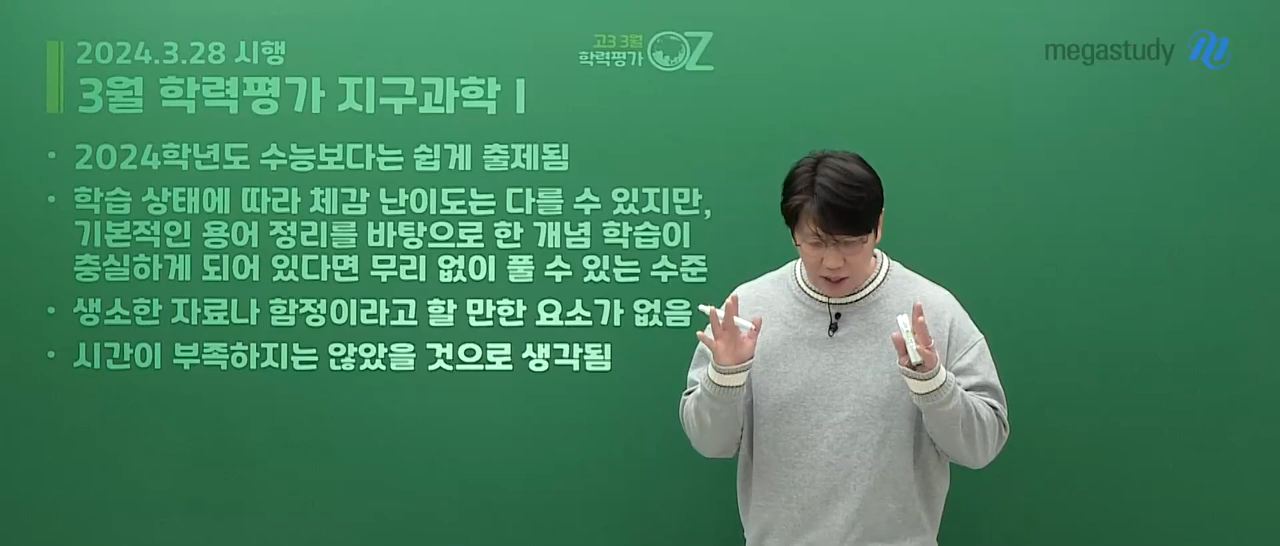 2024.3.28 시행
3월 학력평가 지구과학 I
고3 3월
학력평가 OZ
megastudy
• 2024학년도 수능보다는 쉽게 출제됨
• 학습 상태에 따라 체감 난이도는 다를 수 있지만,
기본적인 용어 정리를 바탕으로 한 개념 학습이
충실하게 되어 있다면 무리 없이 풀 수 있는 수준
• 생소한 자료나 함정이라고 할 만한 요소가 없음
• 시간이 부족하지는 않았을 것으로 생각됨